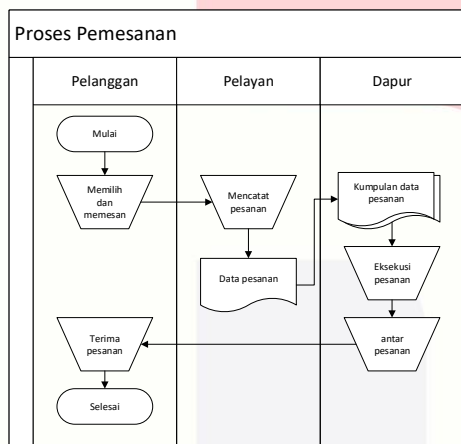 Proses Pemesanan
Pelanggan
Pelayan
Dapur
Mulai
Memilih
dan
memesan
Mencatat
pesanan
Kumpulan data
pesanan
Data pesanan
Eksekusi
pesanan
Terima
pesanan
antar
pesanan
Selesai